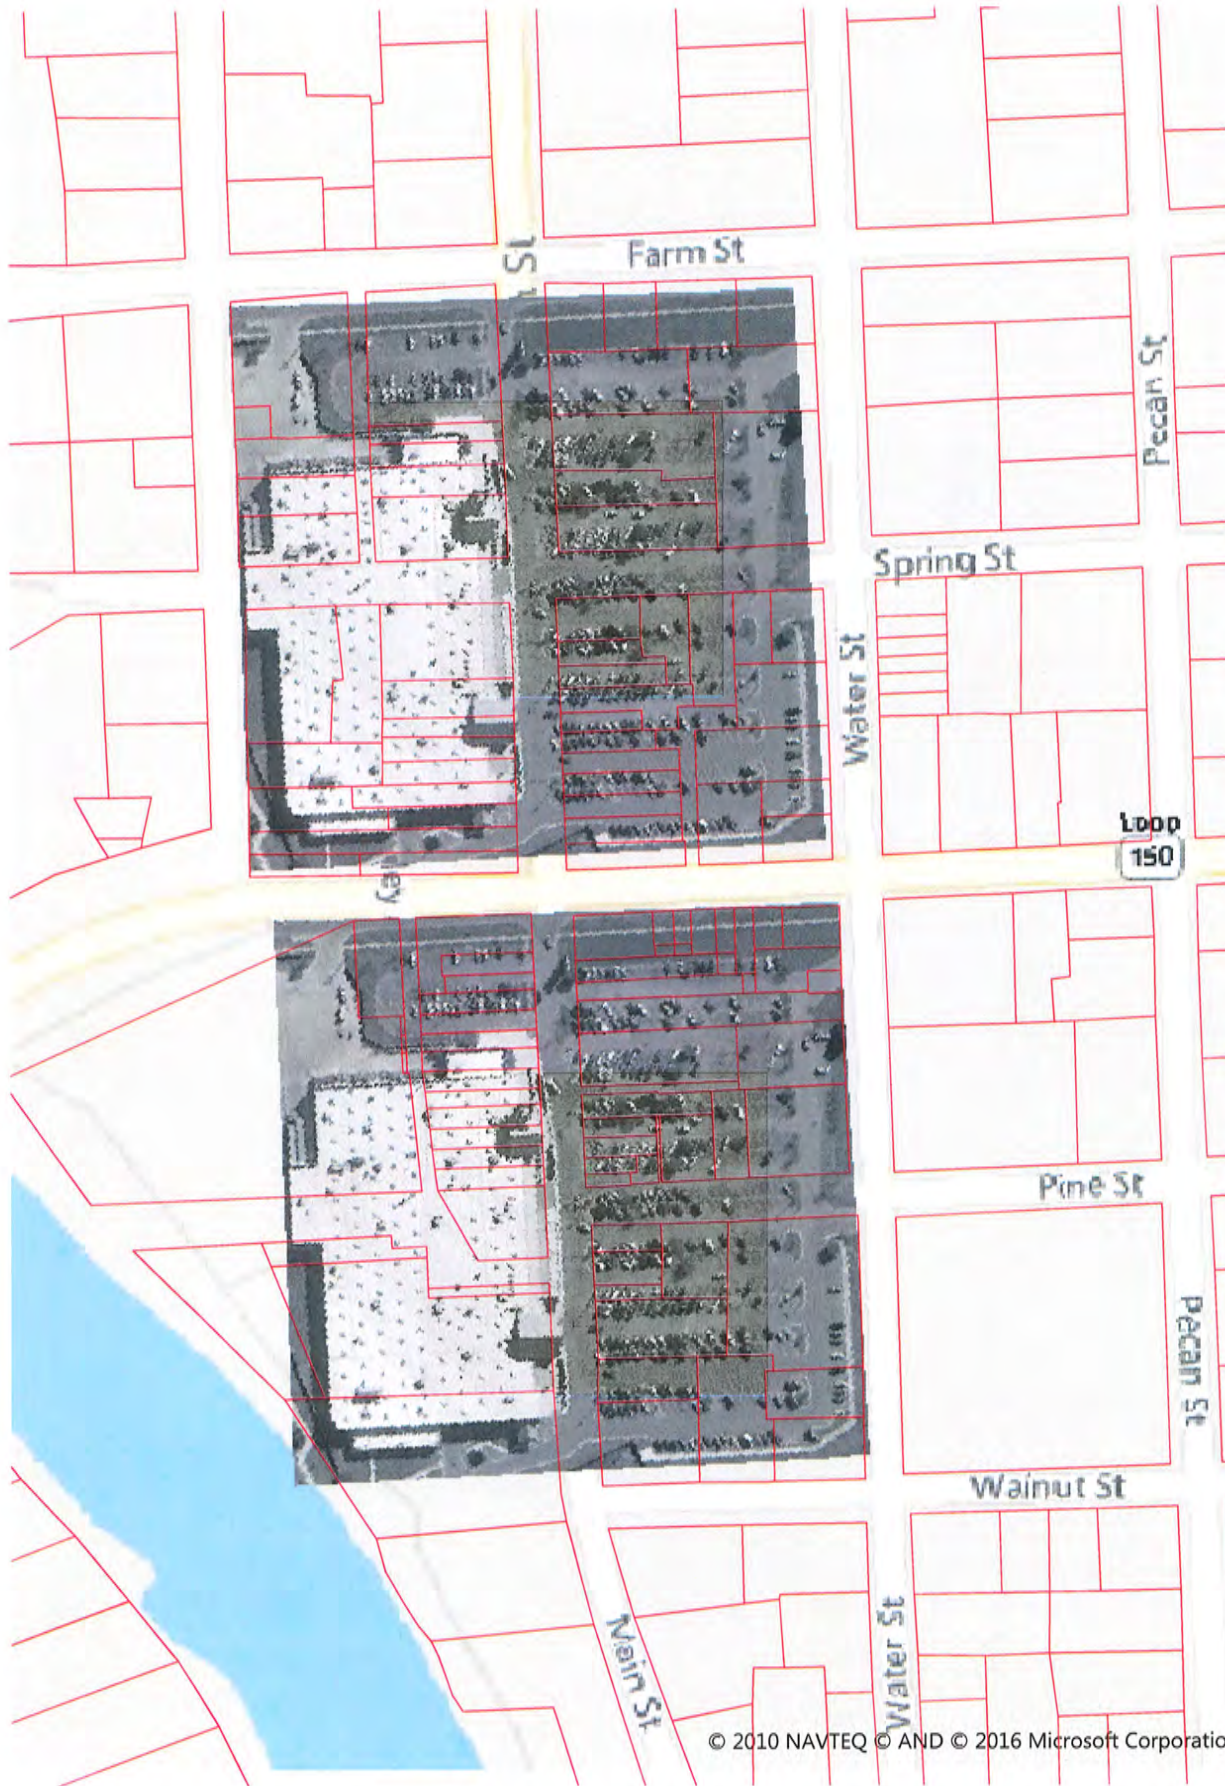 St
Farm St
Pecan St
Spring St
Water St
Loop
150
ey
Pine St
Pecan St
Walnut St
Main St
Water St
© 2010 NAVTEQ © AND © 2016 Microsoft Corporatio